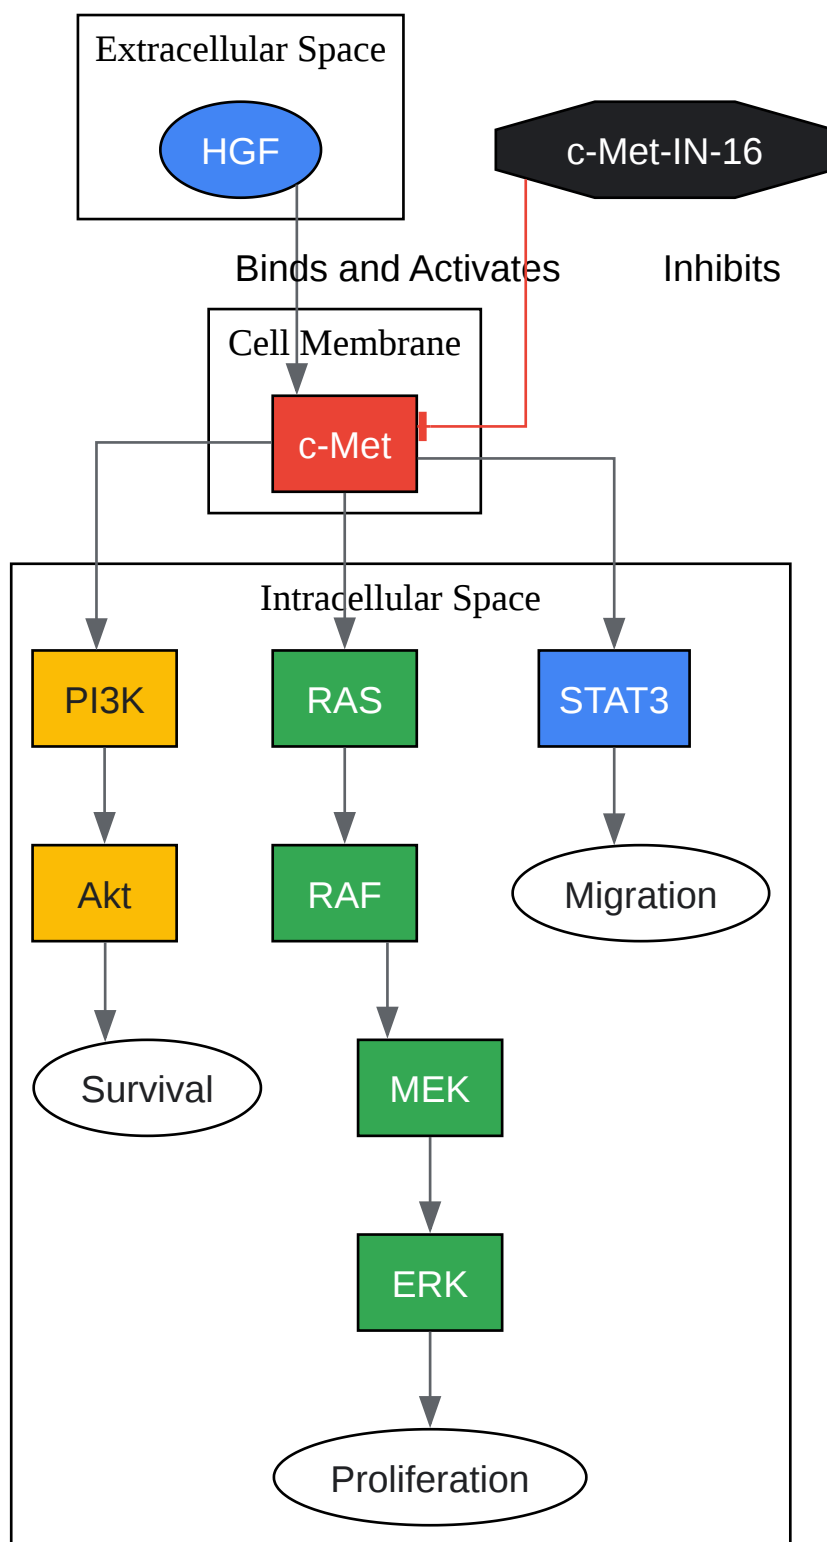 Extracellular Space
HGF
c-Met-IN-16
Binds and Activates
Inhibits
Cell Membrane
c-Met
Intracellular Space
PI3K
RAS
STAT3
Akt
RAF
Migration
Survival
MEK
ERK
Proliferation